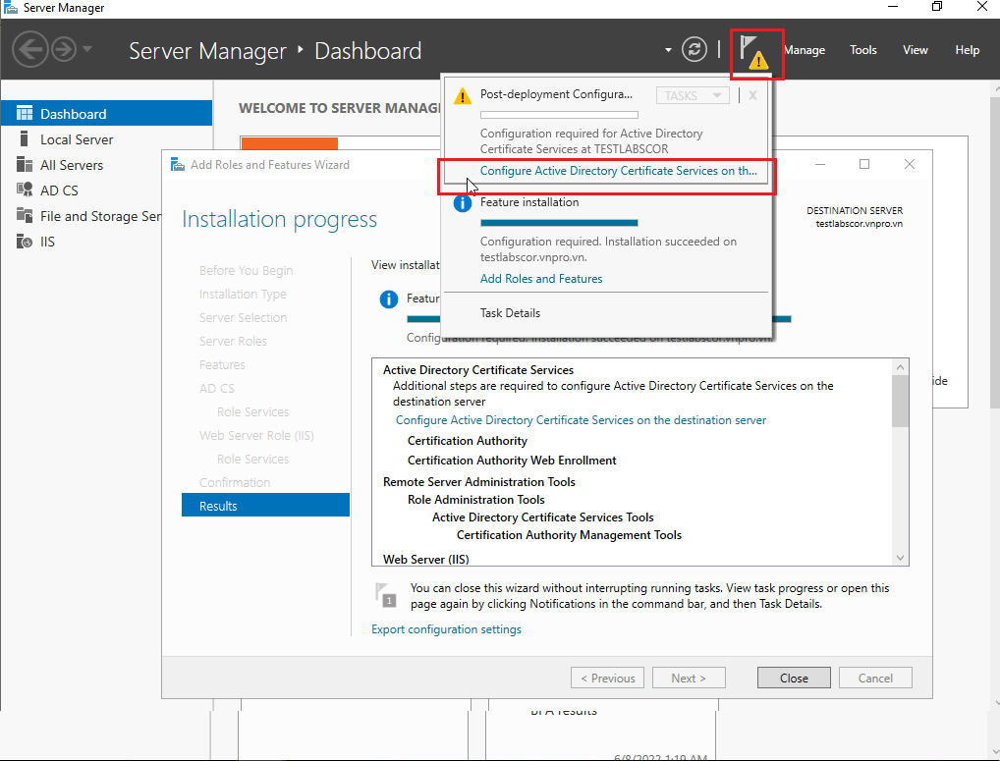 Server Manager
Server Manager • Dashboard
Manage Tools View Help
Dashboard
Local Server
All Servers
AD CS
File and Storage Ser
IIS
WELCOME TO SERVER MANAG
Post-deployment Configura...
TASKS
X
Configuration required for Active Directory
Certificate Services at TESTLABSCOR
Configure Active Directory Certificate Services on th...
Feature installation
Configuration required. Installation succeeded on
testlabscor.vnpro.vn.
Add Roles and Features
Task Details
Add Roles and Features Wizard
Installation progress
DESTINATION SERVER
testlabscor.vnpro.vn
Before You Begin
Installation Type
Server Selection
Server Roles
Features
AD CS
Role Services
Web Server Role (IIS)
Role Services
Confirmation
Results
View installat
Featur
Configuration required. Installation succeeded on testlabscor.vnpro.vn.
Active Directory Certificate Services
Additional steps are required to configure Active Directory Certificate Services on the
destination server
Configure Active Directory Certificate Services on the destination server
Certification Authority
Certification Authority Web Enrollment
Remote Server Administration Tools
Role Administration Tools
Active Directory Certificate Services Tools
Certification Authority Management Tools
Web Server (IIS)
1
You can close this wizard without interrupting running tasks. View task progress or open this
page again by clicking Notifications in the command bar, and then Task Details.
Export configuration settings
< Previous
Next >
Close
Cancel
ide
BPA results
6/8/2022 1:19 AM